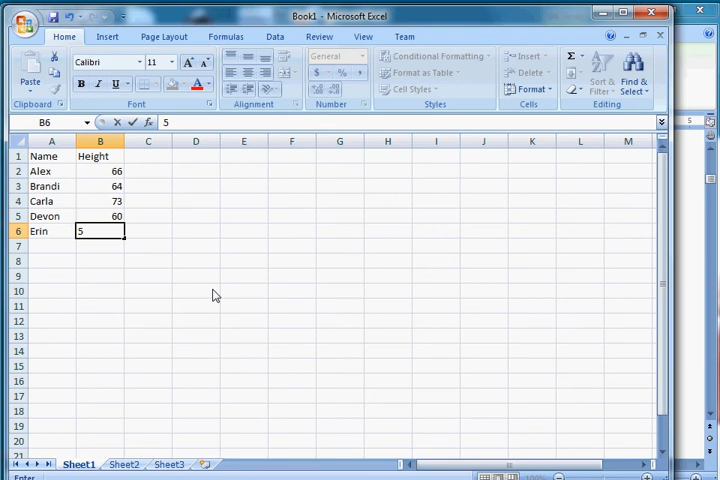 Book1 - Microsoft Excel
Home Insert Page Layout Formulas Data Review View Team
Calibri 11 A A General Conditional Formatting Insert Σ A Z
Paste B I U A $ % , Format as Table Delete Sort & Filter Find & Select
Cell Styles Format
Clipboard Font Alignment Number Styles Cells Editing
B6 fx 5
5
A B C D E F G H I J K L M
1 Name Height
2 Alex 66
3 Brandi 64
4 Carla 73
5 Devon 60
6 Erin 5
7
8
9
10
11
12
13
14
15
16
17
18
19
20
21
Sheet1 Sheet2 Sheet3
Enter 100%